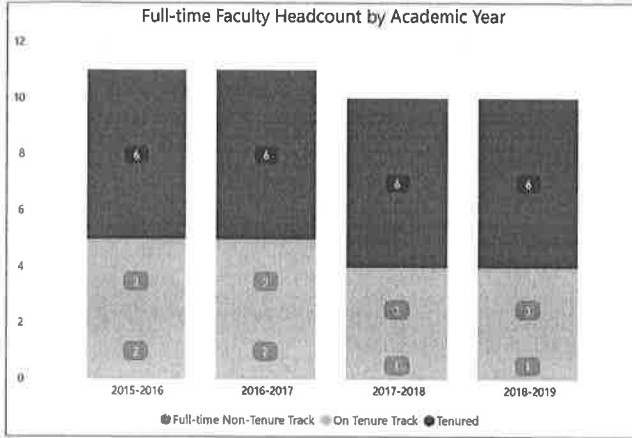 Full-time Faculty Headcount by Academic Year
12
10
8
6
4
2
0
6 6 6 6
3 3 3 3
2 2 1 1
2015-2016 2016-2017 2017-2018 2018-2019
Full-time Non-Tenure Track On Tenure Track Tenured